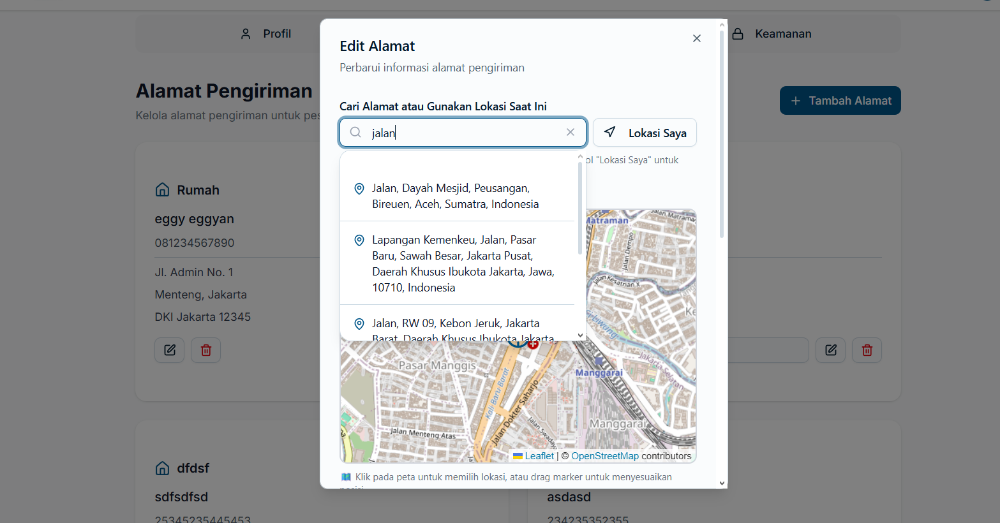 Profil
Keamanan
Alamat Pengiriman
Kelola alamat pengiriman untuk
Tambah Alamat
Edit Alamat
Perbarui informasi alamat pengiriman
Cari Alamat atau Gunakan Lokasi Saat Ini
jalan
Lokasi Saya
"Lokasi Saya" untuk
Jalan, Dayah Mesjid, Peusangan,
Bireuen, Aceh, Sumatra, Indonesia
Lapangan Kemenkeu, Jalan, Pasar
Baru, Sawah Besar, Jakarta Pusat,
Daerah Khusus Ibukota Jakarta, Jawa,
10710, Indonesia
Jalan, RW 09, Kebon Jeruk, Jakarta
Barat, Daerah Khusus Ibukota Jakarta
Matraman
Jalan Matraman
Jalan Dempo
Jalan Kesatrian X
Ciliwung
Jakarta Selatan
Pasar Manggis
Manggarai
Kali Baru Barat
Jalan Dokter Saharjo
Manggarai
Jalan Menteng Atas
Jalan Swaday
Leaflet | © OpenStreetMap contributors
Klik pada peta untuk memilih lokasi, atau drag marker untuk menyesuaikan
Rumah
eggy eggyan
081234567890
Jl. Admin No. 1
Menteng, Jakarta
DKI Jakarta 12345
dfdsf
sdfsdfsd
25345235445453
asdasd
234235352355